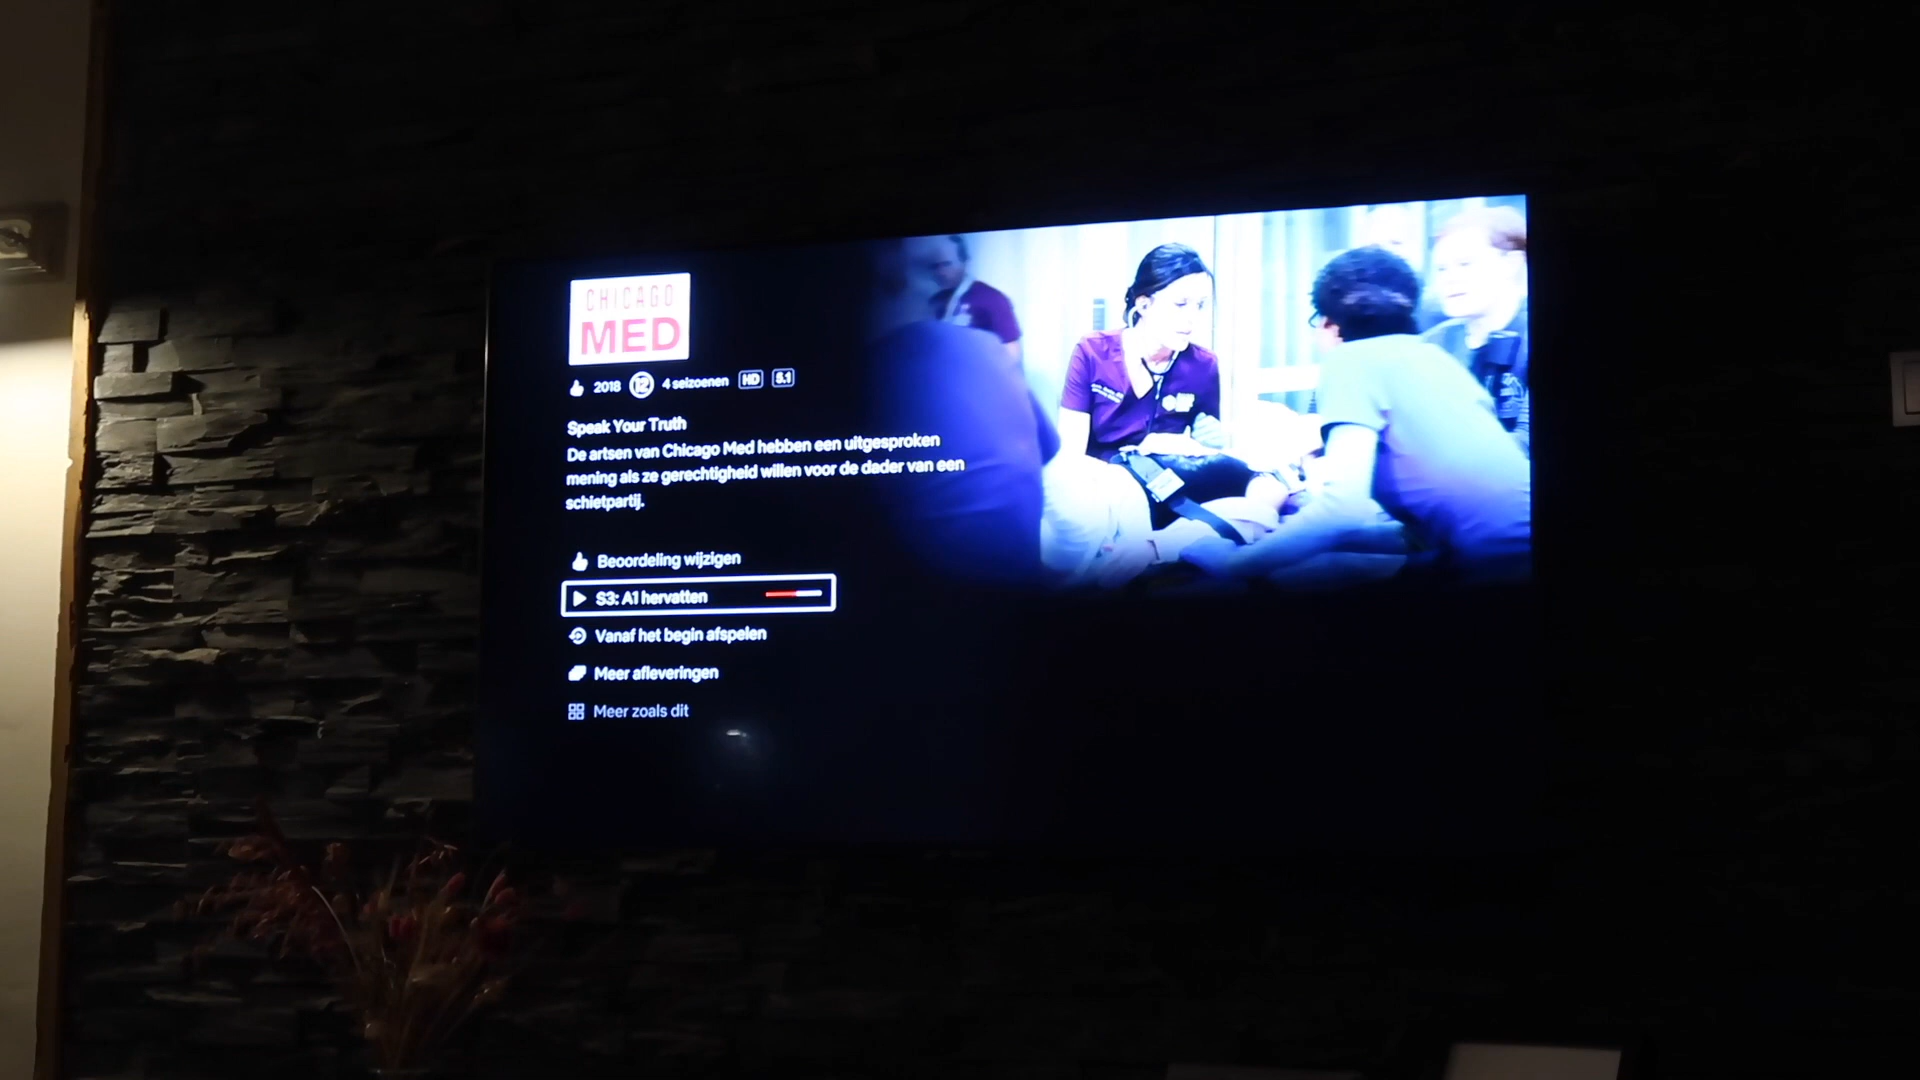 CHICAGO
MED
2018 12 4 seizoenen HD 5.1
Speak Your Truth
De artsen van Chicago Med hebben een uitgesproken
mening als ze gerechtigheid willen voor de dader van een
schietpartij.
Beoordeling wijzigen
S3: A1 hervatten
Vanaf het begin afspelen
Meer afleveringen
Meer zoals dit